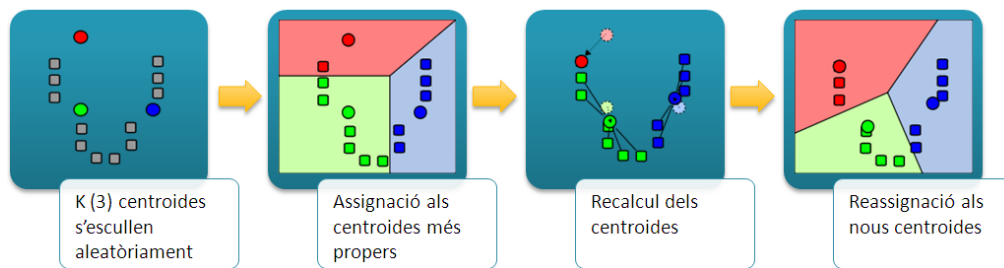 K (3) centroides
s'escullen
aleatòriament
Assignació als
centroides més
propers
Recalcul dels
centroides
Reassignació als
nous centroides